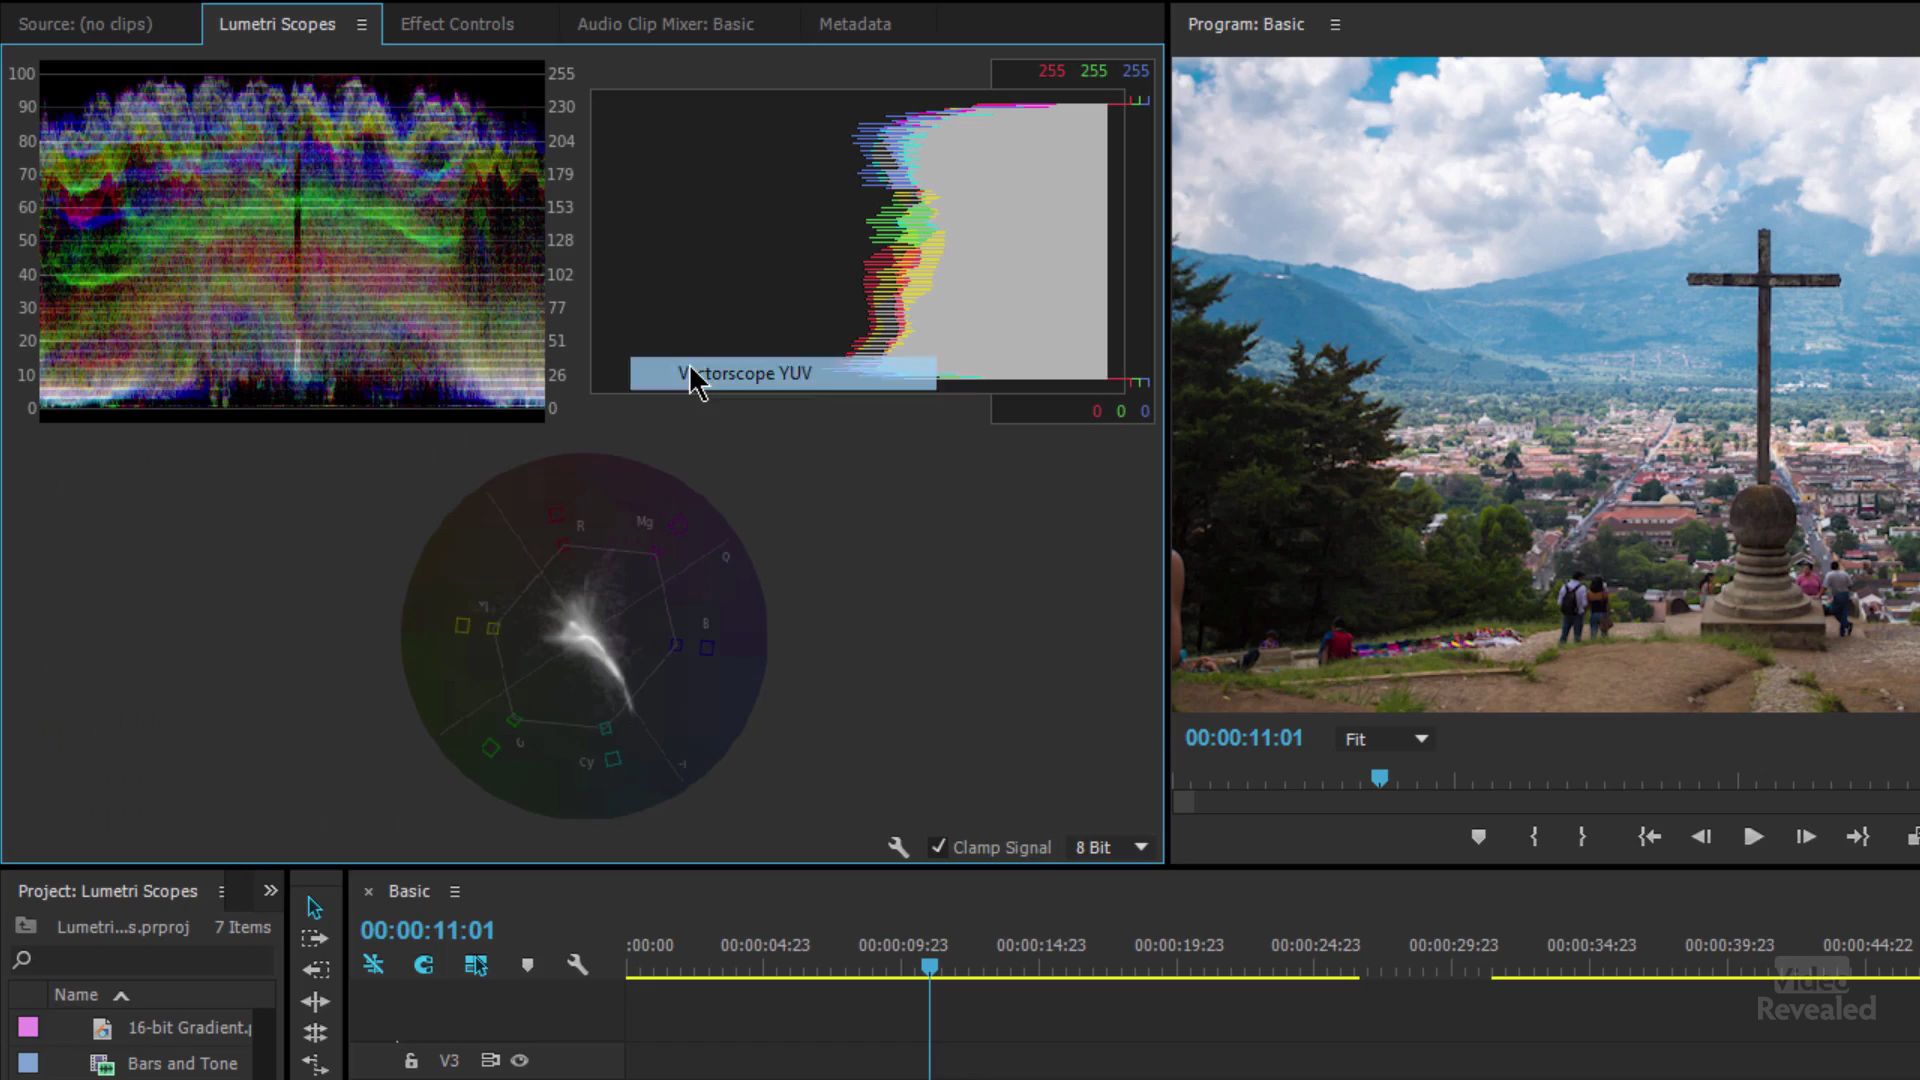 Source: (no clips)
Lumetri Scopes
Effect Controls
Audio Clip Mixer: Basic
Metadata
Program: Basic
100
90
80
70
60
50
40
30
20
10
0
255
230
204
179
153
128
102
77
51
26
0
255 255 255
Vectorscope YUV
0 0 0
R
Mg
Q
Yl
B
G
Cy
-I
Clamp Signal
8 Bit
00:00:11:01
Fit
Project: Lumetri Scopes
Lumetri...s.prproj
7 Items
Name
16-bit Gradient.p
Bars and Tone
Basic
00:00:11:01
:00:00
00:00:04:23
00:00:09:23
00:00:14:23
00:00:19:23
00:00:24:23
00:00:29:23
00:00:34:23
00:00:39:23
00:00:44:22
V3
Video
Revealed